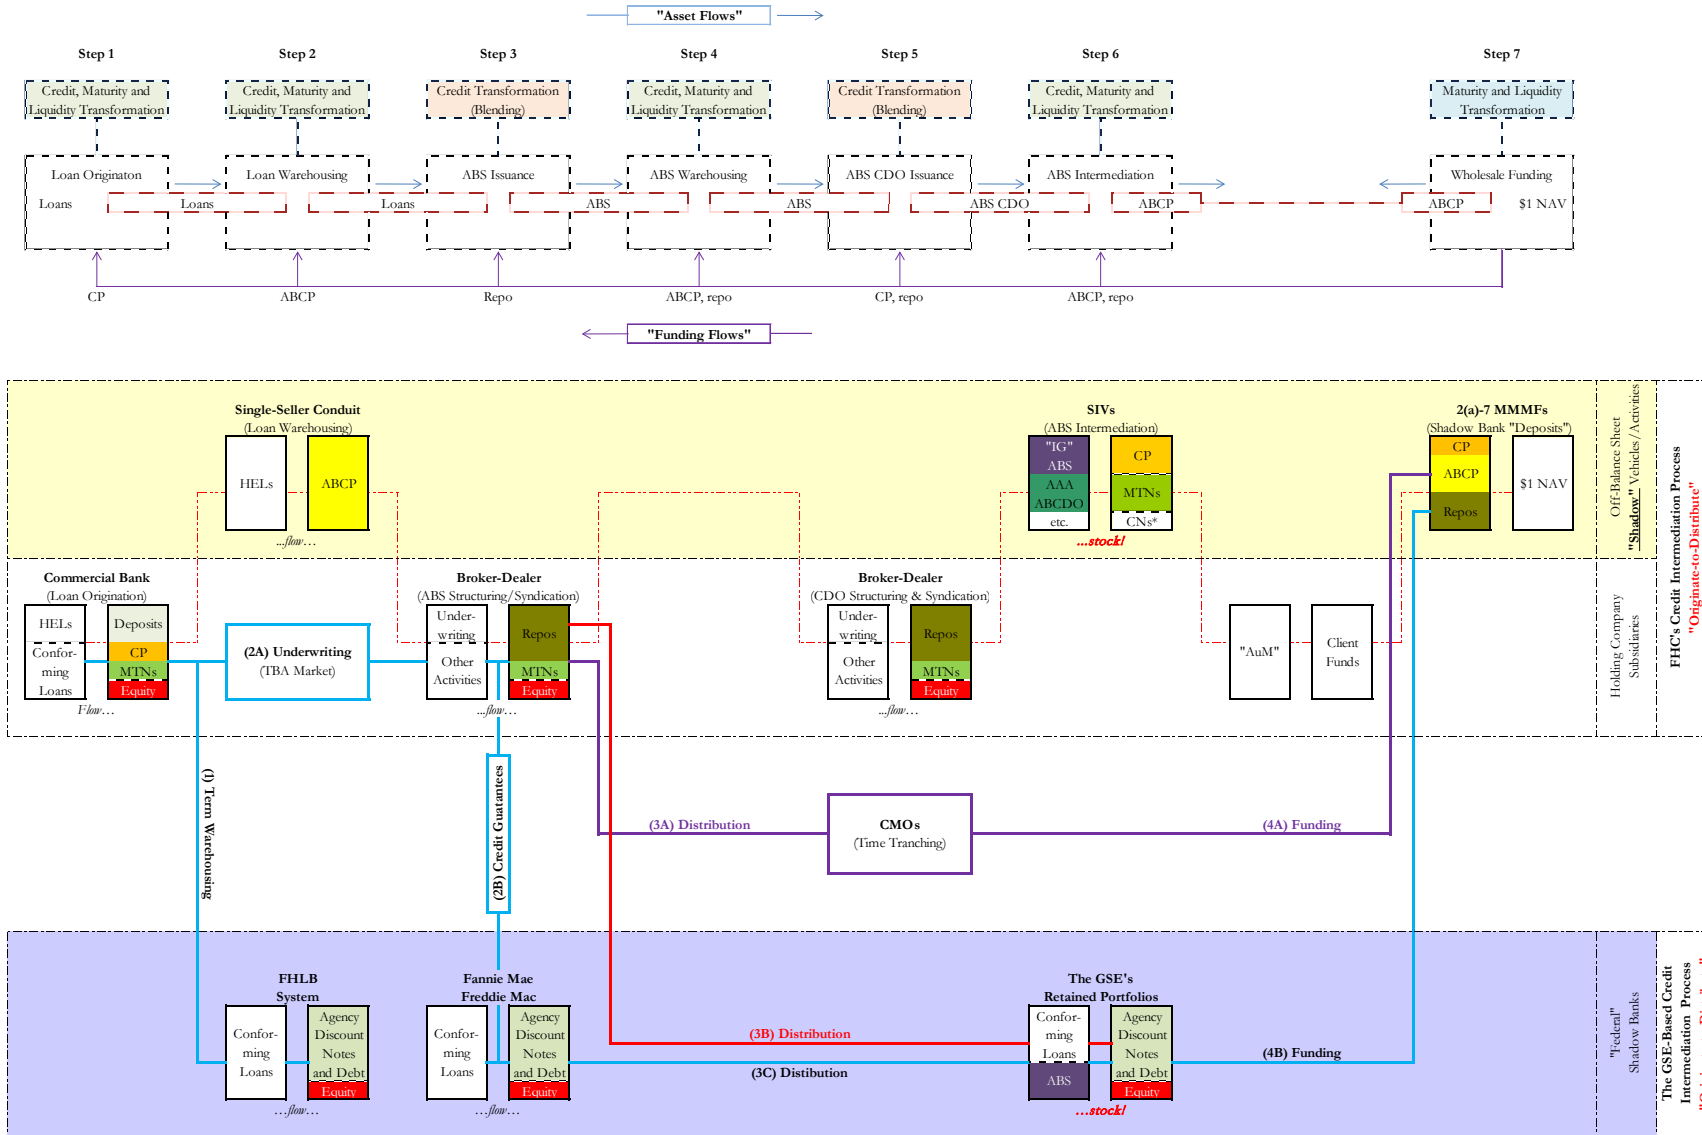 "Asset Flows"
Step 1
Step 2
Step 3
Step 4
Step 5
Step 6
Step 7
Credit, Maturity and
Liquidity Transformation
Credit, Maturity and
Liquidity Transformation
Credit Transformation
(Blending)
Credit, Maturity and
Liquidity Transformation
Credit Transformation
(Blending)
Credit, Maturity and
Liquidity Transformation
Maturity and Liquidity
Transformation
Loan Originaton
Loans
Loans
Loan Warehousing
Loans
ABS Issuance
ABS
ABS Warehousing
ABS
ABS CDO Issuance
ABS CDO
ABS Intermediation
ABCP
Wholesale Funding
ABCP
$1 NAV
CP
ABCP
Repo
ABCP, repo
CP, repo
ABCP, repo
"Funding Flows"
Single-Seller Conduit
(Loan Warehousing)
HELs
ABCP
...flow…
SIVs
(ABS Intermediation)
"IG"
ABS
AAA
ABCDO
etc.
CP
MTNs
CNs*
...stock!
2(a)-7 MMMFs
(Shadow Bank "Deposits")
CP
ABCP
Repos
$1 NAV
Off-Balance Sheet
"Shadow" Vehicles/Activities
FHC's Credit Intermediation Process
"Originate-to-Distribute"
Commercial Bank
(Loan Origination)
HELs
Confor-
ming
Loans
Deposits
CP
MTNs
Equity
Flow…
(2A) Underwriting
(TBA Market)
Broker-Dealer
(ABS Structuring/Syndication)
Under-
writing
Other
Activities
Repos
MTNs
Equity
...flow…
Broker-Dealer
(CDO Structuring & Syndication)
Under-
writing
Other
Activities
Repos
MTNs
Equity
...flow…
"AuM"
Client
Funds
Holding Company
Subsidiaries
(1) Term Warehousing
(2B) Credit Guatantees
(3A) Distribution
CMOs
(Time Tranching)
(4A) Funding
FHLB
System
Confor-
ming
Loans
Agency
Discount
Notes
and Debt
Equity
…flow…
Fannie Mae
Freddie Mac
Confor-
ming
Loans
Agency
Discount
Notes
and Debt
Equity
…flow…
(3B) Distribution
(3C) Distibution
The GSE's
Retained Portfolios
Confor-
ming
Loans
ABS
Agency
Discount
Notes
and Debt
Equity
…stock!
(4B) Funding
"Federal"
Shadow Banks
The GSE-Based Credit
Intermediation Process